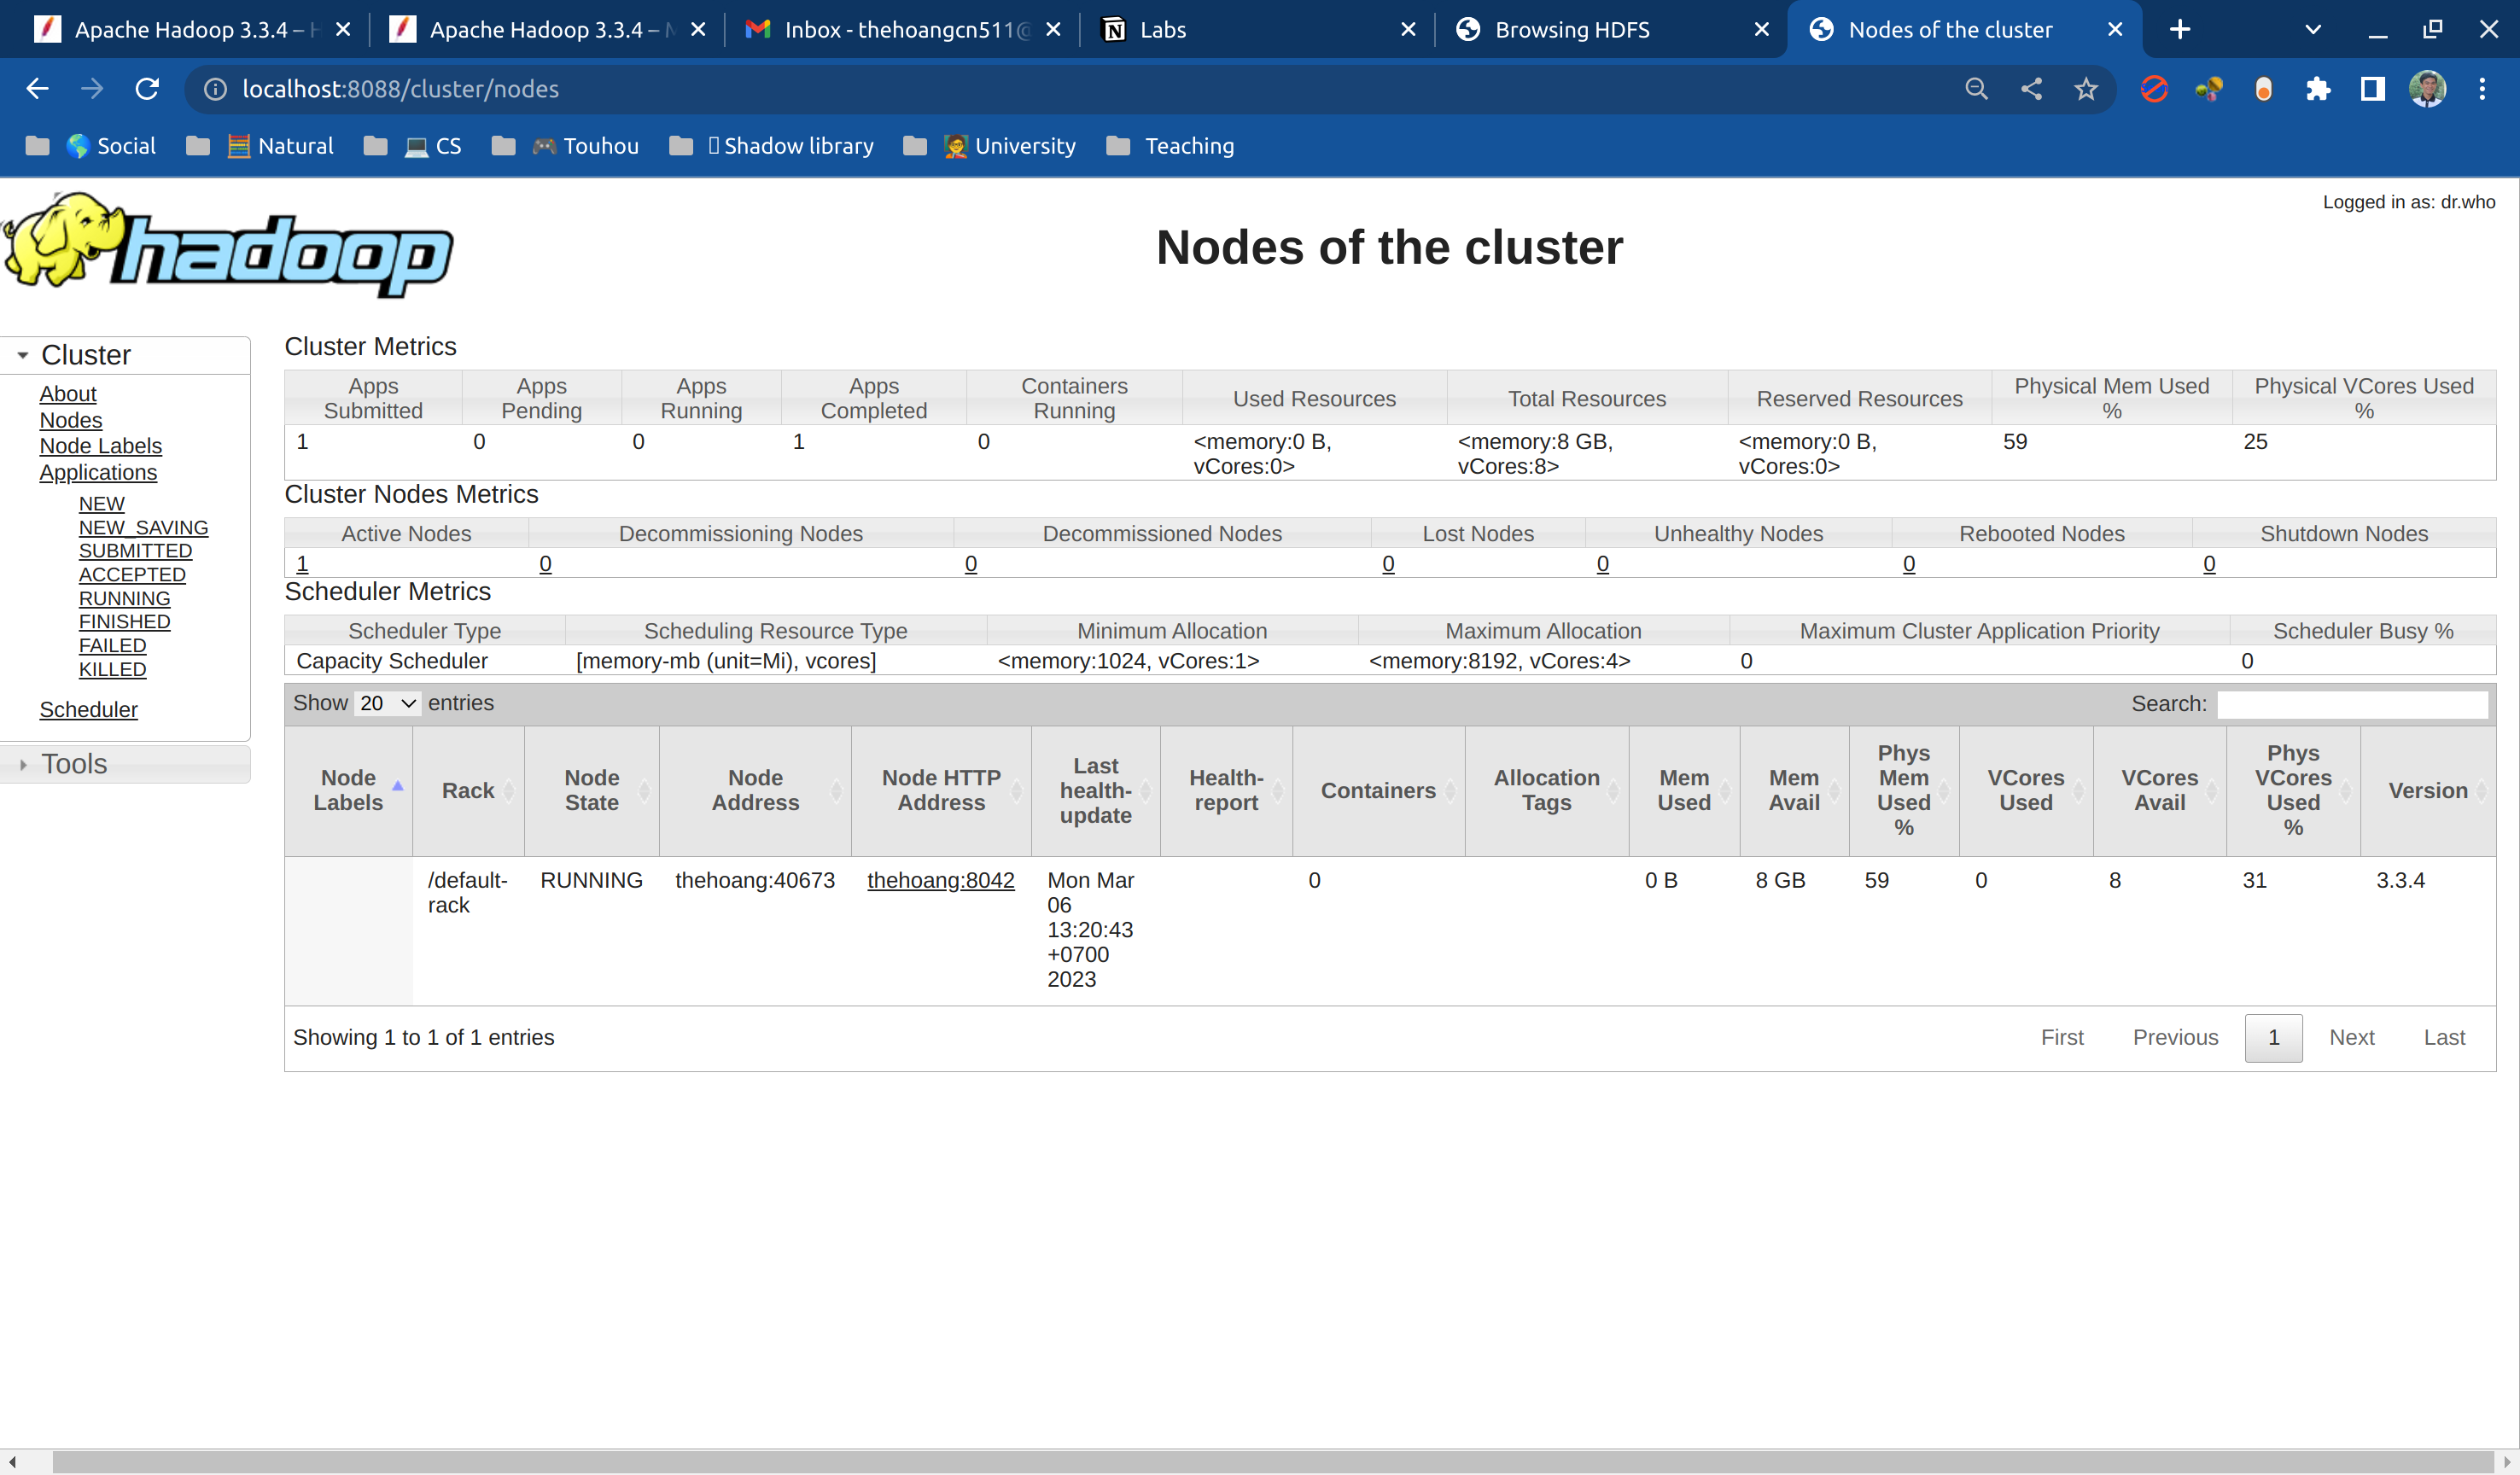 Apache Hadoop 3.3.4 –
Apache Hadoop 3.3.4 –
Inbox - thehoangcn511@
Labs
Browsing HDFS
Nodes of the cluster
localhost:8088/cluster/nodes
Social
Natural
CS
Touhou
Shadow library
University
Teaching
hadoop
Nodes of the cluster
Logged in as: dr.who
Cluster
About
Nodes
Node Labels
Applications
NEW
NEW_SAVING
SUBMITTED
ACCEPTED
RUNNING
FINISHED
FAILED
KILLED
Scheduler
Tools
Cluster Metrics
Apps Submitted Apps Pending Apps Running Apps Completed Containers Running Used Resources Total Resources Reserved Resources Physical Mem Used % Physical VCores Used %
1 0 0 1 0 <memory:0 B, vCores:0> <memory:8 GB, vCores:8> <memory:0 B, vCores:0> 59 25
Cluster Nodes Metrics
Active Nodes Decommissioning Nodes Decommissioned Nodes Lost Nodes Unhealthy Nodes Rebooted Nodes Shutdown Nodes
1 0 0 0 0 0 0
Scheduler Metrics
Scheduler Type Scheduling Resource Type Minimum Allocation Maximum Allocation Maximum Cluster Application Priority Scheduler Busy %
Capacity Scheduler [memory-mb (unit=Mi), vcores] <memory:1024, vCores:1> <memory:8192, vCores:4> 0 0
Show 20 entries
Search:
Node Labels Rack Node State Node Address Node HTTP Address Last health-update Health-report Containers Allocation Tags Mem Used Mem Avail Phys Mem Used % VCores Used VCores Avail Phys VCores Used % Version
/default-rack RUNNING thehoang:40673 thehoang:8042 Mon Mar 06 13:20:43 +0700 2023 0 0 B 8 GB 59 0 8 31 3.3.4
Showing 1 to 1 of 1 entries
First Previous 1 Next Last